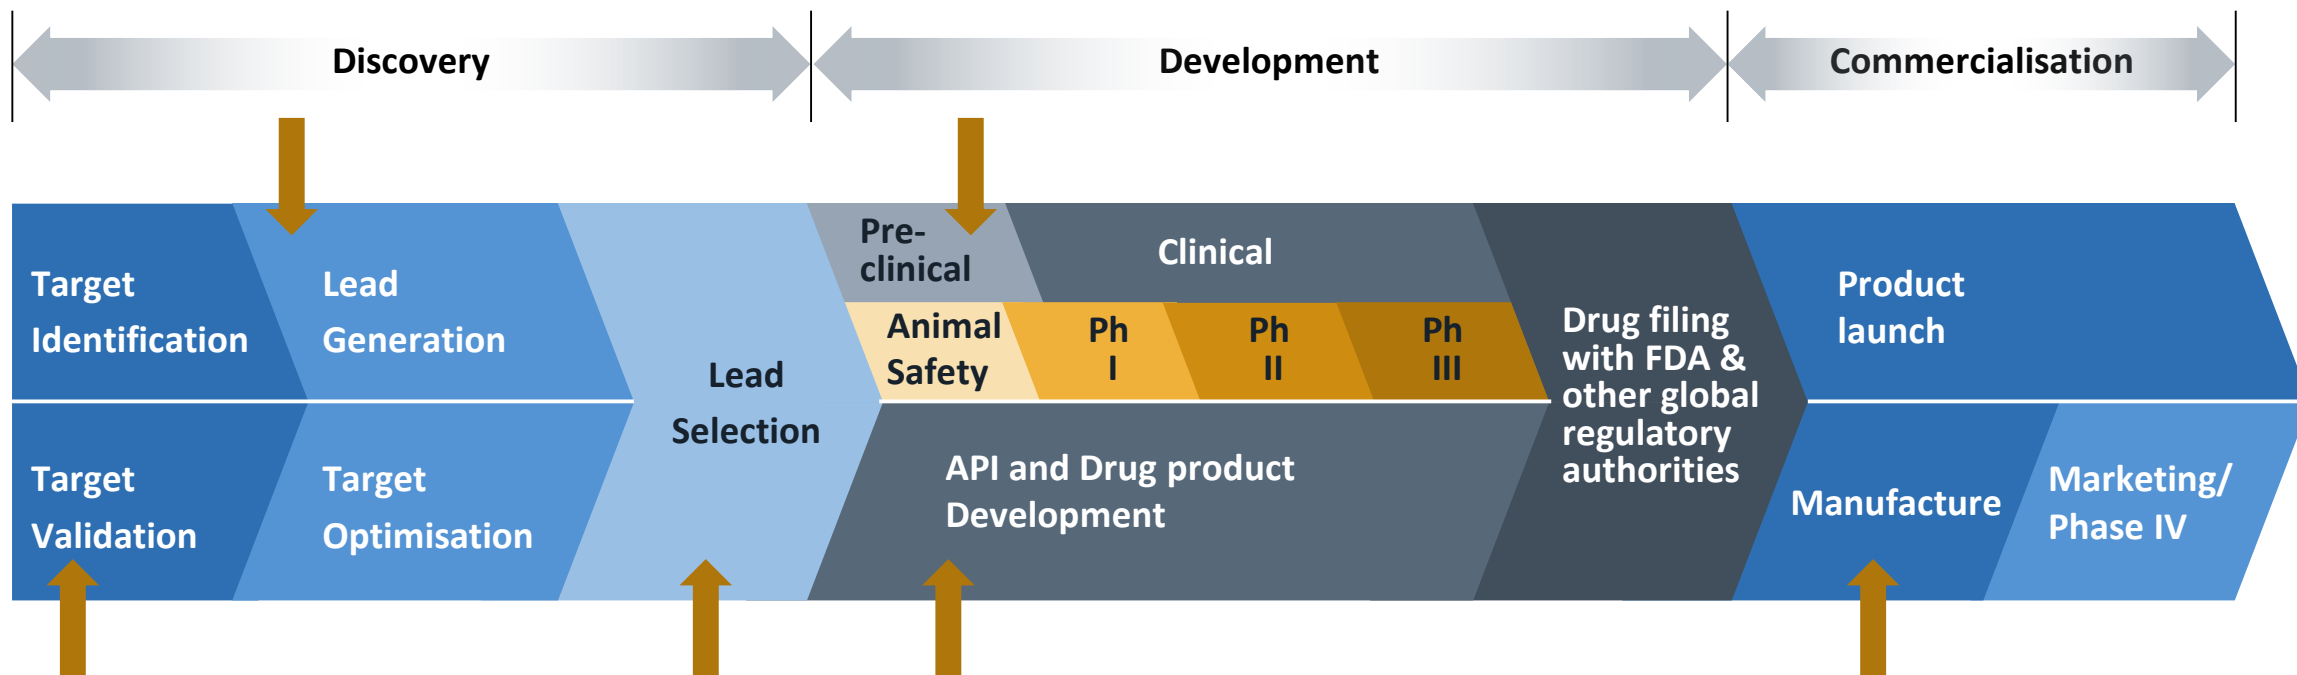 Discovery
Development
Commercialisation
Target
Identification
Lead
Generation
Target
Validation
Target
Optimisation
Lead
Selection
Pre-
clinical
Clinical
Animal
Safety
Ph
I
Ph
II
Ph
III
API and Drug product
Development
Drug filing
with FDA &
other global
regulatory
authorities
Product
launch
Manufacture
Marketing/
Phase IV